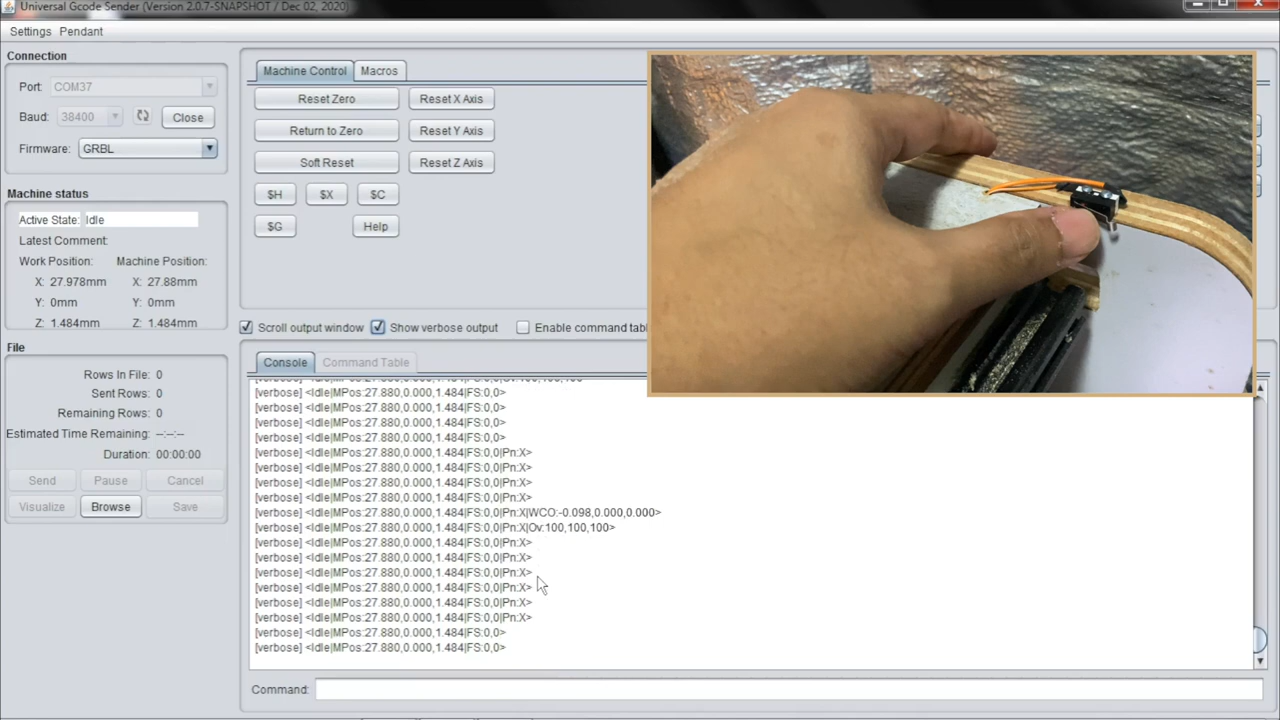 Universal Gcode Sender (Version 2.0.7-SNAPSHOT / Dec 02, 2020)
Settings Pendant
Connection
Port: COM37
Baud: 38400 Close
Firmware: GRBL
Machine status
Active State: Idle
Latest Comment:
Work Position: Machine Position:
X: 27.978mm X: 27.88mm
Y: 0mm Y: 0mm
Z: 1.484mm Z: 1.484mm
File
Rows In File: 0
Sent Rows: 0
Remaining Rows: 0
Estimated Time Remaining: --:--:--
Duration: 00:00:00
Send Pause Cancel
Visualize Browse Save
Machine Control Macros
Reset Zero Reset X Axis
Return to Zero Reset Y Axis
Soft Reset Reset Z Axis
$H $X $C
$G Help
Scroll output window Show verbose output Enable command tabl
Console Command Table
[verbose] <Idle|MPos:27.880,0.000,1.484|FS:0,0|Ov:100,100,100>
[verbose] <Idle|MPos:27.880,0.000,1.484|FS:0,0>
[verbose] <Idle|MPos:27.880,0.000,1.484|FS:0,0>
[verbose] <Idle|MPos:27.880,0.000,1.484|FS:0,0>
[verbose] <Idle|MPos:27.880,0.000,1.484|FS:0,0>
[verbose] <Idle|MPos:27.880,0.000,1.484|FS:0,0|Pn:X>
[verbose] <Idle|MPos:27.880,0.000,1.484|FS:0,0|Pn:X>
[verbose] <Idle|MPos:27.880,0.000,1.484|FS:0,0|Pn:X>
[verbose] <Idle|MPos:27.880,0.000,1.484|FS:0,0|Pn:X>
[verbose] <Idle|MPos:27.880,0.000,1.484|FS:0,0|Pn:X|WCO:-0.098,0.000,0.000>
[verbose] <Idle|MPos:27.880,0.000,1.484|FS:0,0|Pn:X|Ov:100,100,100>
[verbose] <Idle|MPos:27.880,0.000,1.484|FS:0,0|Pn:X>
[verbose] <Idle|MPos:27.880,0.000,1.484|FS:0,0|Pn:X>
[verbose] <Idle|MPos:27.880,0.000,1.484|FS:0,0|Pn:X>
[verbose] <Idle|MPos:27.880,0.000,1.484|FS:0,0|Pn:X>
[verbose] <Idle|MPos:27.880,0.000,1.484|FS:0,0|Pn:X>
[verbose] <Idle|MPos:27.880,0.000,1.484|FS:0,0|Pn:X>
[verbose] <Idle|MPos:27.880,0.000,1.484|FS:0,0>
[verbose] <Idle|MPos:27.880,0.000,1.484|FS:0,0>
Command: